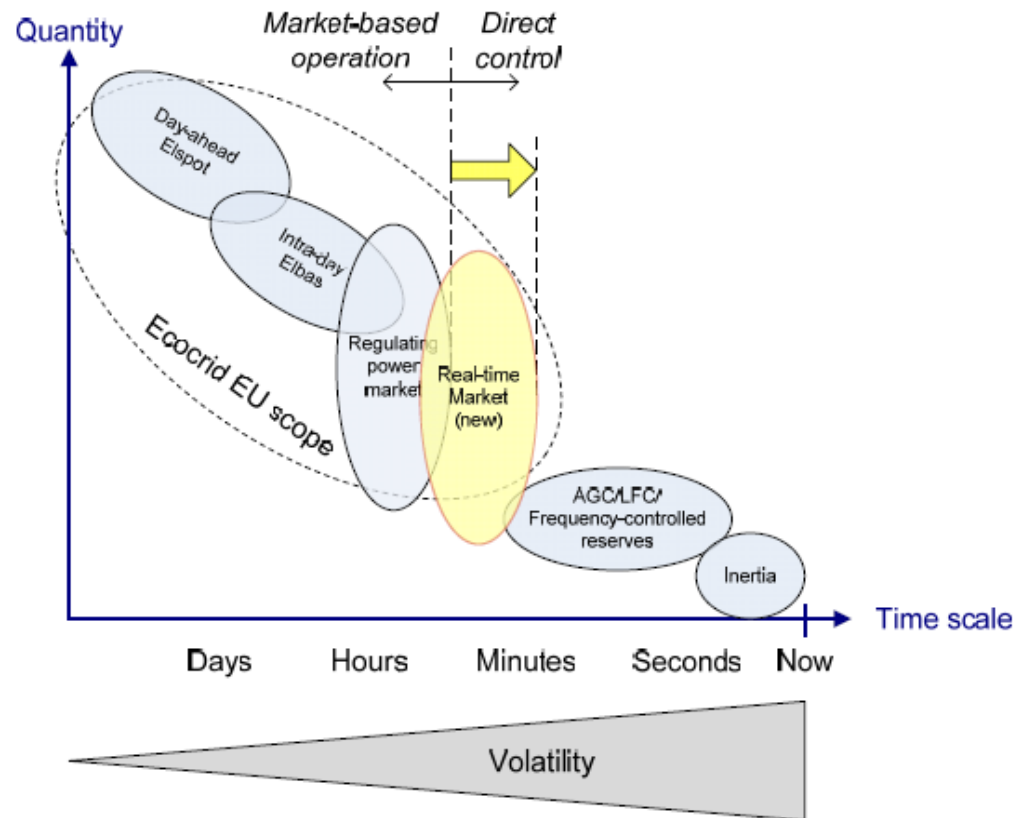 Quantity
Market-based
operation
Direct
control
Day-ahead
Elspot
Intra-day
Elbas
Ecocrid EU scope
Regulating
power
market
Real-time
Market
(new)
AGC/LFC/
Frequency-controlled
reserves
Inertia
Time scale
Days
Hours
Minutes
Seconds
Now
Volatility